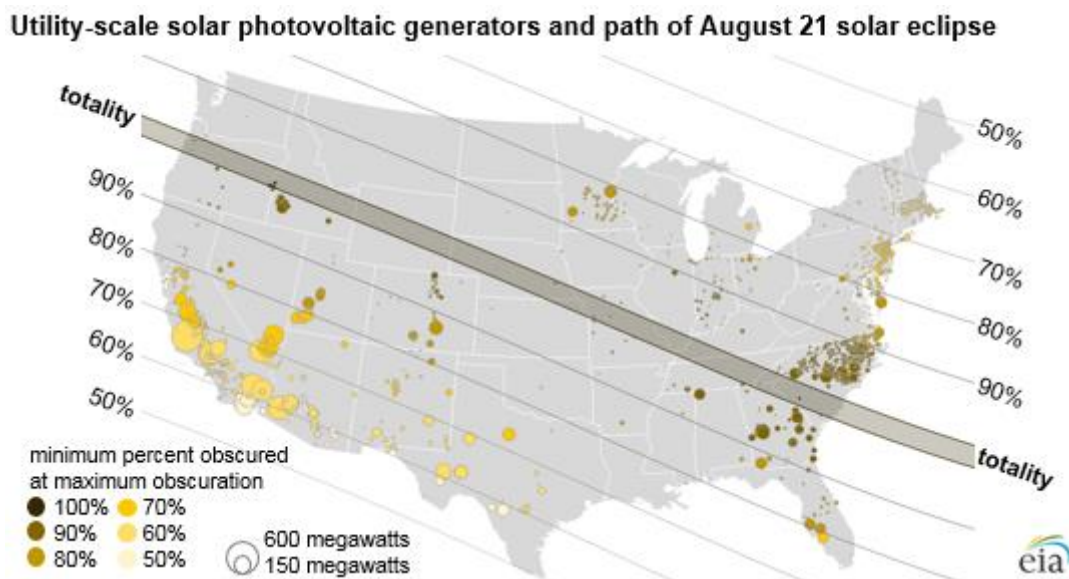 Utility-scale solar photovoltaic generators and path of August 21 solar eclipse
totality
90%
80%
70%
60%
50%
50%
60%
70%
80%
90%
totality
minimum percent obscured
at maximum obscuration
100% 70%
90% 60%
80% 50%
600 megawatts
150 megawatts
eia